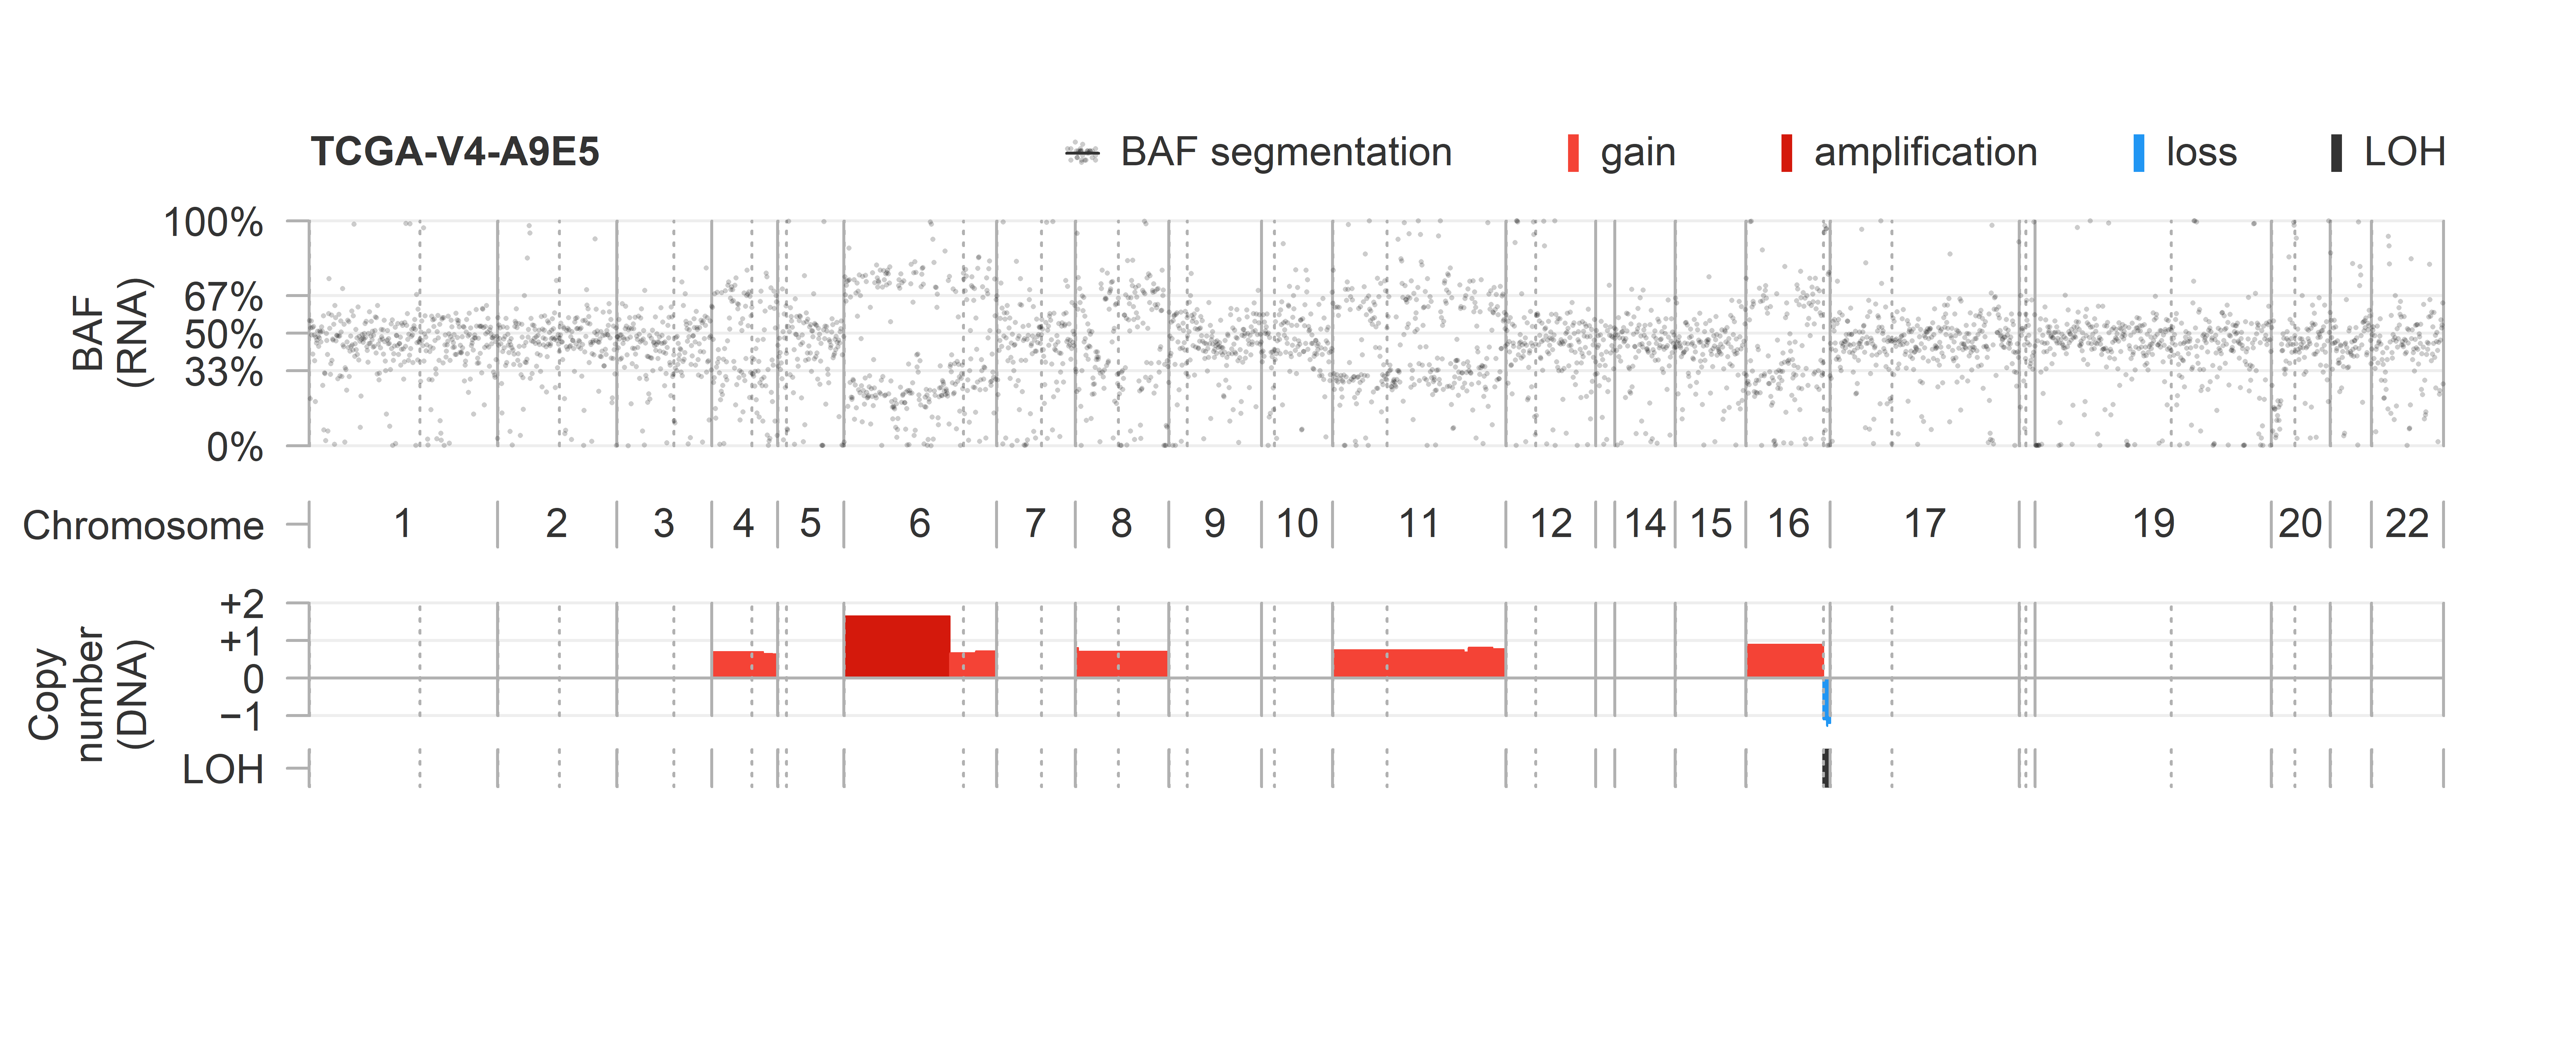 TCGA-V4-A9E5
BAF segmentation gain amplification loss LOH
100%
67%
50%
33%
0%
BAF
(RNA)
Chromosome 1 2 3 4 5 6 7 8 9 10 11 12 14 15 16 17 19 20 22
+2
+1
0
−1
Copy
number
(DNA)
LOH